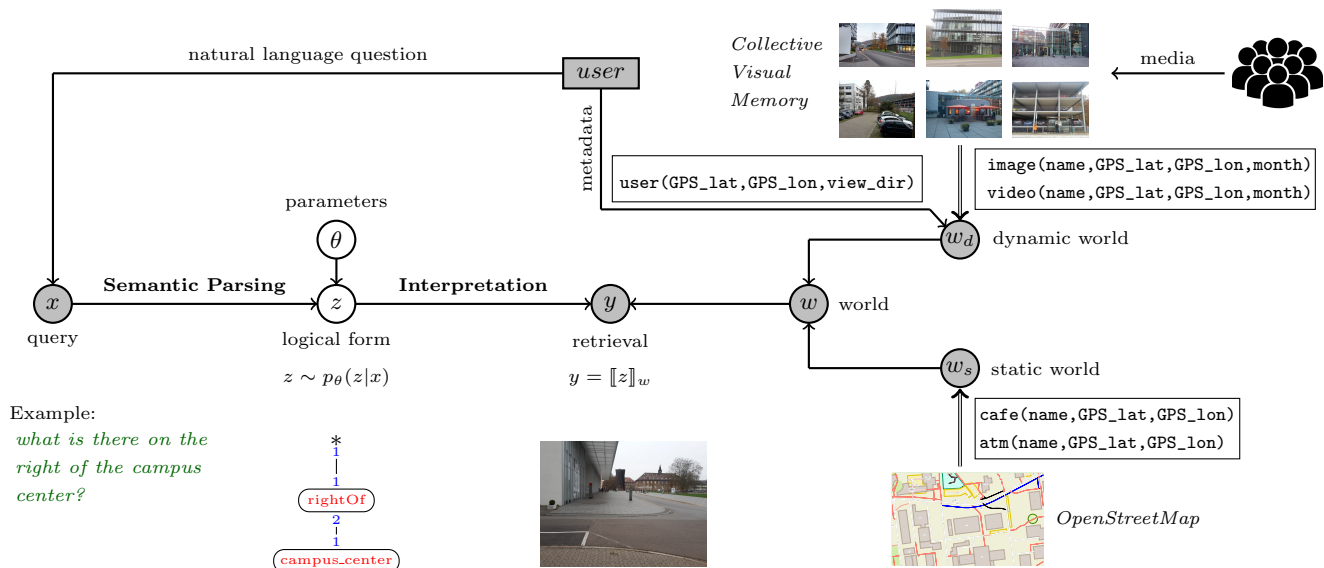 natural language question
user
Collective
Visual
Memory
media
metadata
user(GPS_lat,GPS_lon,view_dir)
image(name,GPS_lat,GPS_lon,month)
video(name,GPS_lat,GPS_lon,month)
parameters
θ
w_d dynamic world
Semantic Parsing
Interpretation
x
z
y
w
world
query
logical form
retrieval
z ∼ p_θ(z|x)
y = ⟦z⟧_w
w_s static world
cafe(name,GPS_lat,GPS_lon)
atm(name,GPS_lat,GPS_lon)
OpenStreetMap
Example:
what is there on the
right of the campus
center?
*
1
1
rightOf
2
1
campus_center